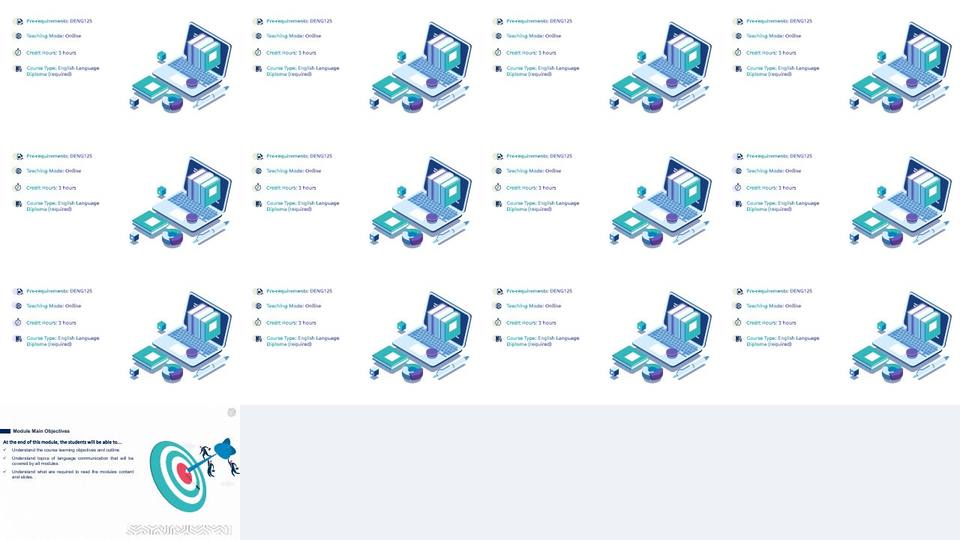 Pre-requirements: DENG125 Pre-requirements: DENG125 Pre-requirements: DENG125 Pre-requirements: DENG125
Teaching Mode: Online Teaching Mode: Online Teaching Mode: Online Teaching Mode: Online
Credit Hours: 3 hours Credit Hours: 3 hours Credit Hours: 3 hours Credit Hours: 3 hours
Course Type: English Language Course Type: English Language Course Type: English Language Course Type: English Language
Diploma (required) Diploma (required) Diploma (required) Diploma (required)
Pre-requirements: DENG125 Pre-requirements: DENG125 Pre-requirements: DENG125 Pre-requirements: DENG125
Teaching Mode: Online Teaching Mode: Online Teaching Mode: Online Teaching Mode: Online
Credit Hours: 3 hours Credit Hours: 3 hours Credit Hours: 3 hours Credit Hours: 3 hours
Course Type: English Language Course Type: English Language Course Type: English Language Course Type: English Language
Diploma (required) Diploma (required) Diploma (required) Diploma (required)
Pre-requirements: DENG125 Pre-requirements: DENG125 Pre-requirements: DENG125 Pre-requirements: DENG125
Teaching Mode: Online Teaching Mode: Online Teaching Mode: Online Teaching Mode: Online
Credit Hours: 3 hours Credit Hours: 3 hours Credit Hours: 3 hours Credit Hours: 3 hours
Course Type: English Language Course Type: English Language Course Type: English Language Course Type: English Language
Diploma (required) Diploma (required) Diploma (required) Diploma (required)
Module Main Objectives
At the end of this module, the students will be able to...
Understand the course learning objectives and outline.
Understand topics of language communication that will be
covered by all modules.
Understand what are required to read the modules content
and slides.